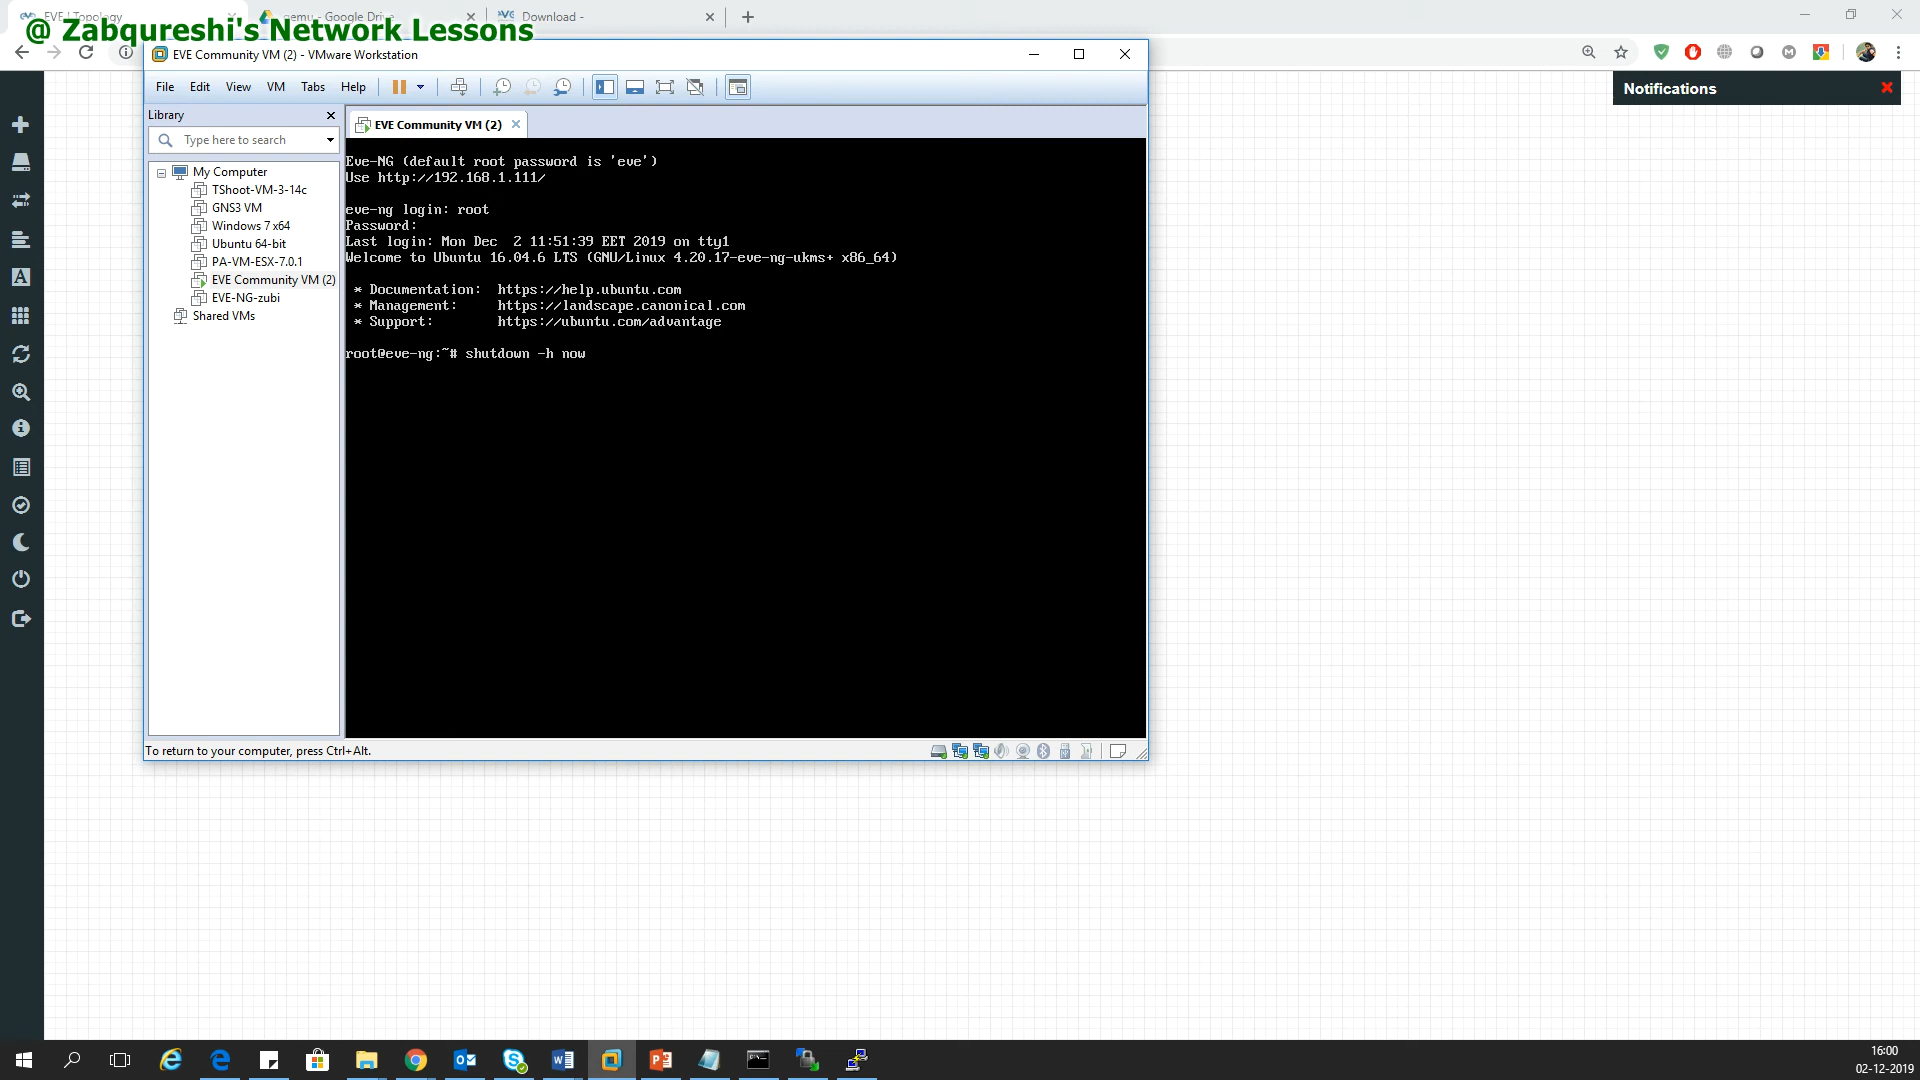 EVE | Topology
qemu - Google Drive
Download -
@ Zabqureshi's Network Lessons
EVE Community VM (2) - VMware Workstation
File Edit View VM Tabs Help
Notifications
Library
Type here to search
EVE Community VM (2)
My Computer
TShoot-VM-3-14c
GNS3 VM
Windows 7 x64
Ubuntu 64-bit
PA-VM-ESX-7.0.1
EVE Community VM (2)
EVE-NG-zubi
Shared VMs
Eve-NG (default root password is 'eve')
Use http://192.168.1.111/
eve-ng login: root
Password:
Last login: Mon Dec  2 11:51:39 EET 2019 on tty1
Welcome to Ubuntu 16.04.6 LTS (GNU/Linux 4.20.17-eve-ng-ukms+ x86_64)
* Documentation:  https://help.ubuntu.com
* Management:     https://landscape.canonical.com
* Support:        https://ubuntu.com/advantage
root@eve-ng:~# shutdown -h now
To return to your computer, press Ctrl+Alt.
16:00
02-12-2019